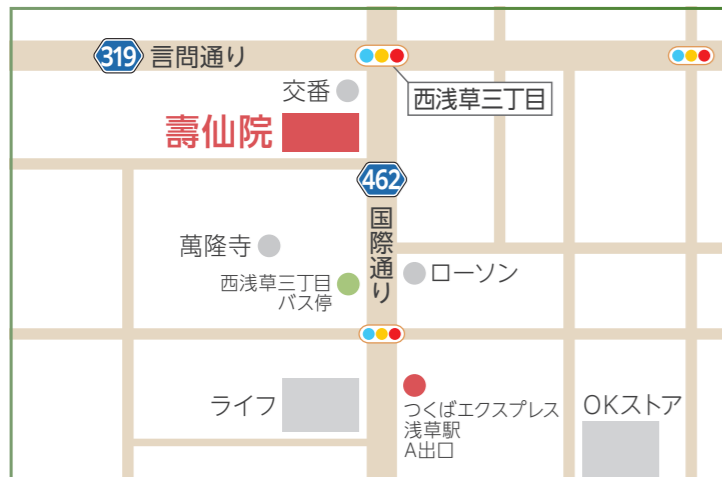 319 言問通り
西浅草三丁目
交番
壽仙院
462
国際通り
萬隆寺
西浅草三丁目
バス停
ローソン
ライフ
つくばエクスプレス
浅草駅
A出口
OKストア